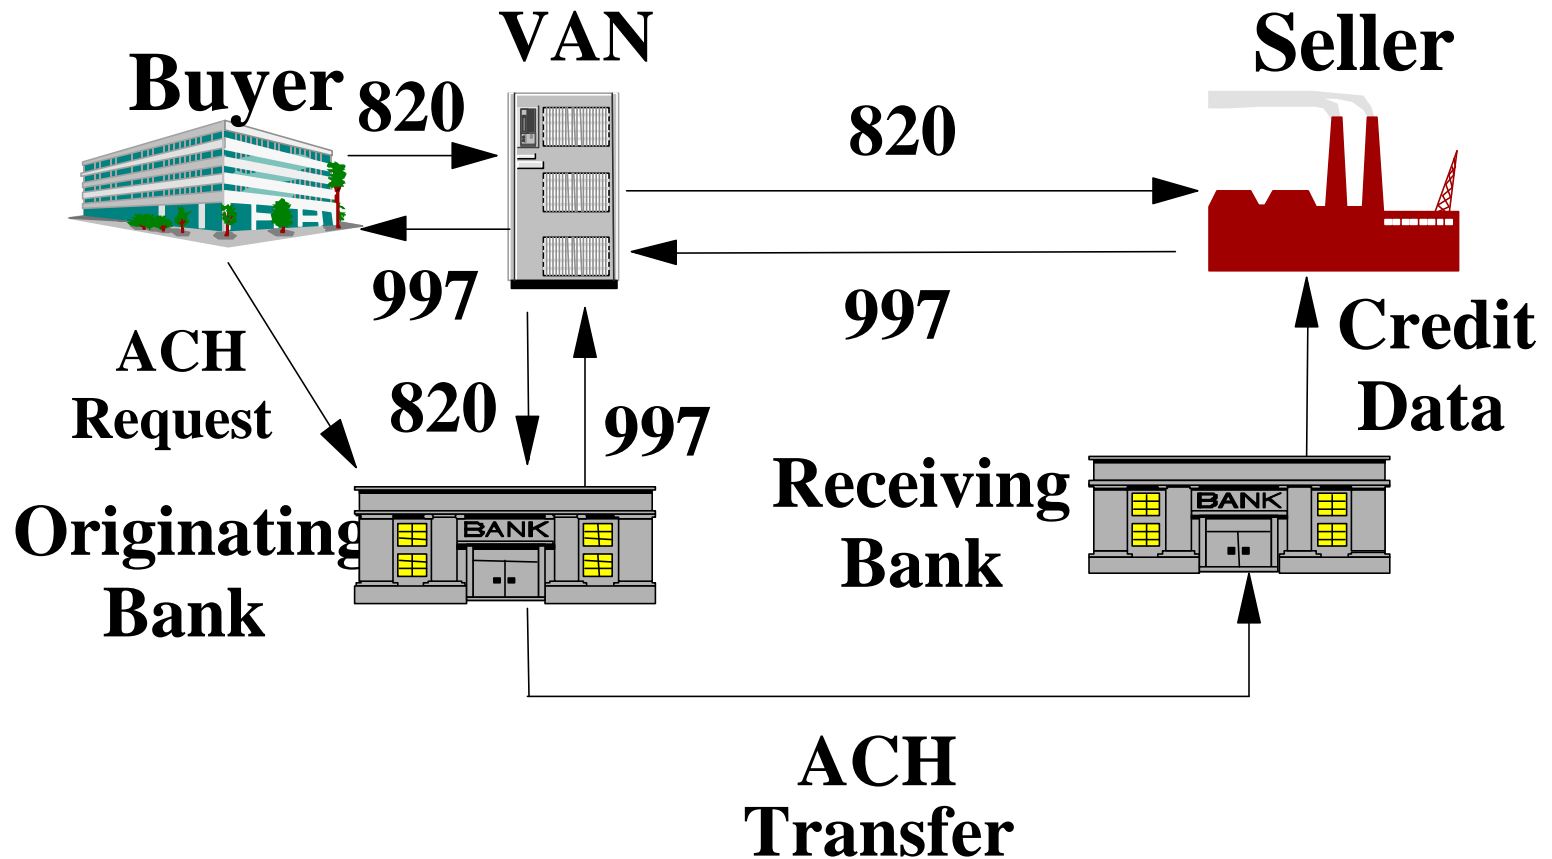 VAN
Seller
Buyer
820
820
997
997
Credit
Data
ACH
Request
820
997
Receiving
Bank
BANK
Originating
Bank
BANK
ACH
Transfer